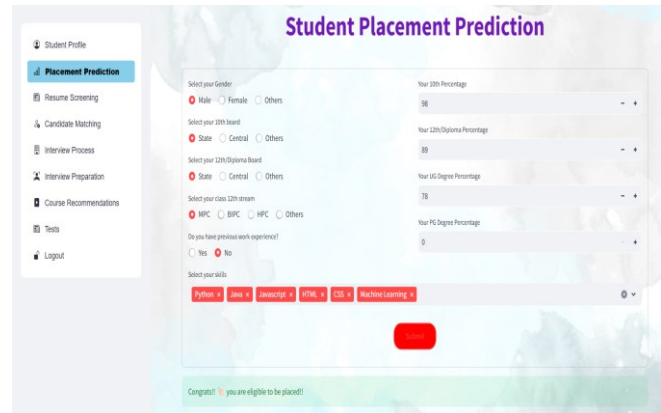 Student Placement Prediction
Student Profile
Placement Prediction
Resume Screening
Candidate Matching
Interview Process
Interview Preparation
Course Recommendations
Tests
Logout
Select your Gender
Male Female Others
Select your 10th board
State Central Others
Select your 12th/Diploma Board
State Central Others
Select your class 12th stream
MPC BIPC HPC Others
Do you have previous work experience?
Yes No
Your 10th Percentage
98
Your 12th/Diploma Percentage
89
Your UG Degree Percentage
78
Your PG Degree Percentage
0
Select your skills
Python × Java × Javascript × HTML × CSS × Machine Learning ×
Submit
Congrats!! you are eligible to be placed!!